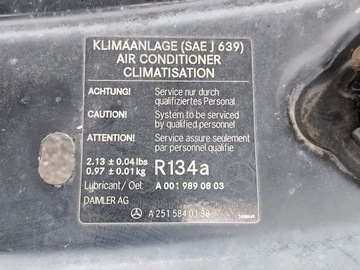 KLIMAANLAGE (SAE J 639)
AIR CONDITIONER
CLIMATISATION
ACHTUNG! Service nur durch
qualifiziertes Personal
CAUTION! System to be serviced
by qualified personnel
ATTENTION! Service assure seulement
par personnel qualifie
2.13 ± 0.04 lbs
0.97 ± 0.01 kg R134a
Lubricant / Oel: A 001 989 08 03
DAIMLER AG A 251 584 01 39